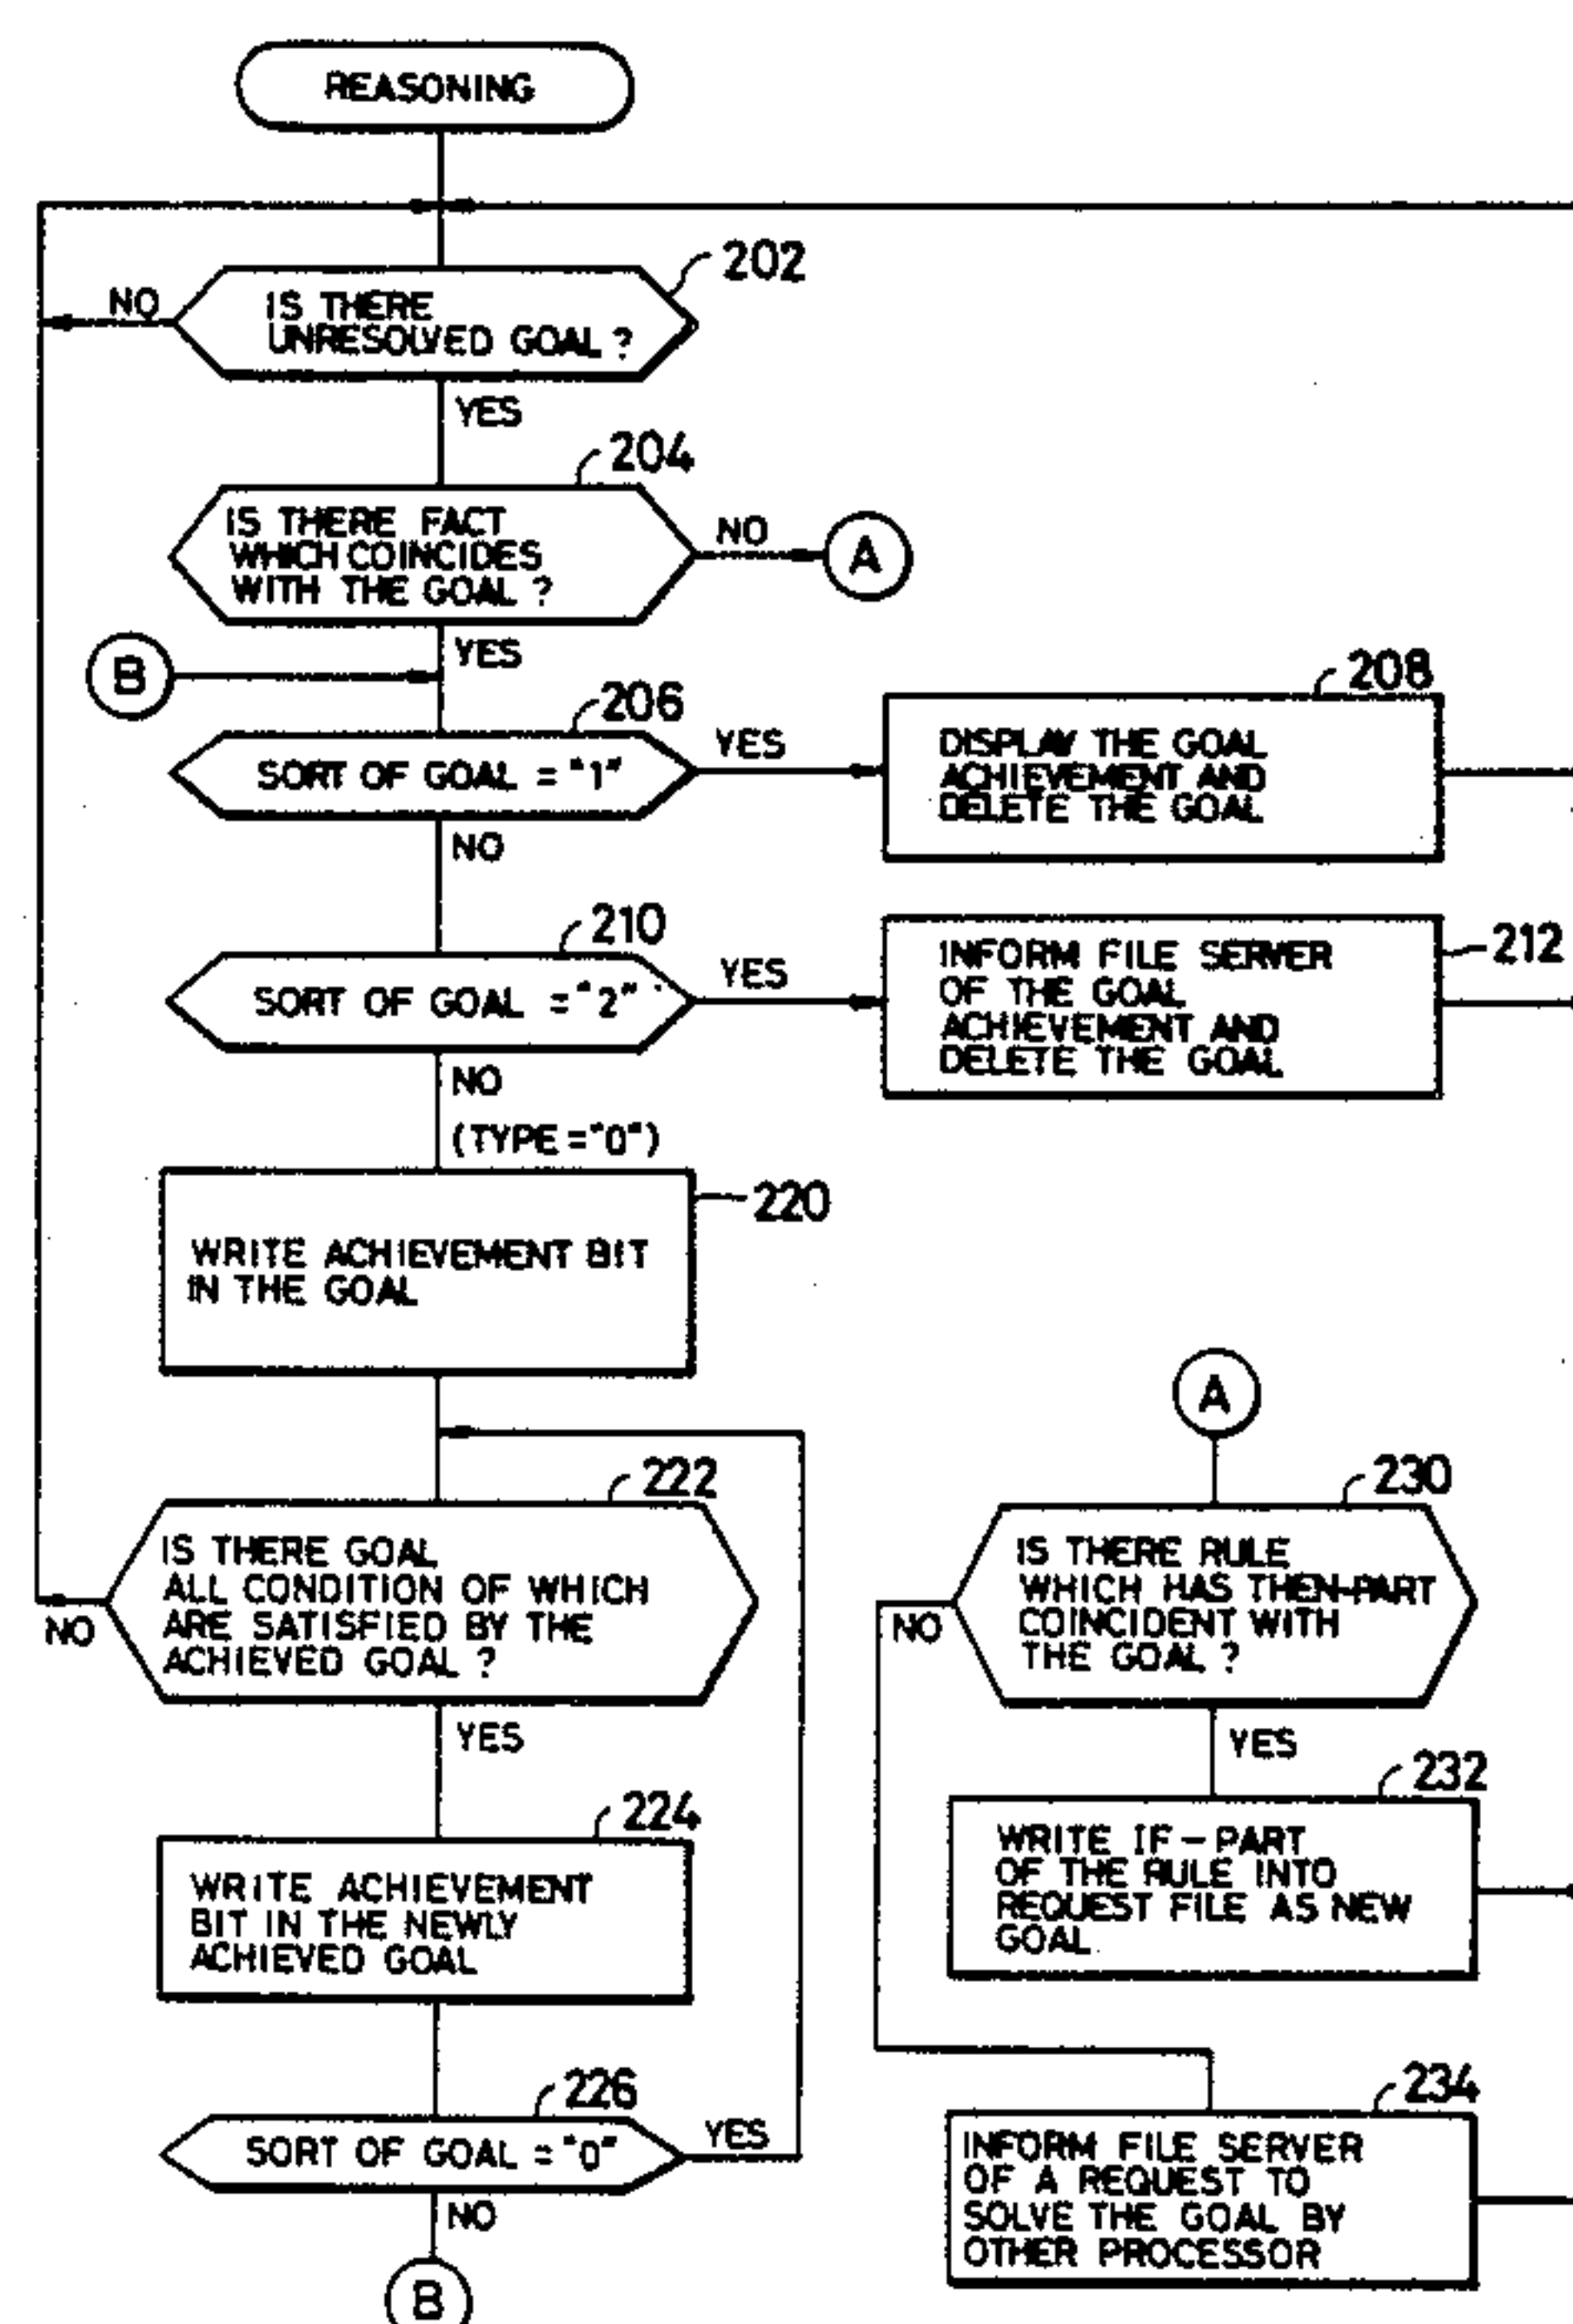 REASONING
202
NO
IS THERE
UNRESOLVED GOAL ?
YES
204
IS THERE FACT
WHICH COINCIDES
WITH THE GOAL ?
NO
A
YES
B
206
SORT OF GOAL = "1"
YES
208
DISPLAY THE GOAL
ACHIEVEMENT AND
DELETE THE GOAL
NO
210
SORT OF GOAL = "2"
YES
212
INFORM FILE SERVER
OF THE GOAL
ACHIEVEMENT AND
DELETE THE GOAL
NO
(TYPE = "0")
220
WRITE ACHIEVEMENT BIT
IN THE GOAL
222
IS THERE GOAL
ALL CONDITION OF WHICH
ARE SATISFIED BY THE
ACHIEVED GOAL ?
NO
YES
224
WRITE ACHIEVEMENT
BIT IN THE NEWLY
ACHIEVED GOAL
226
SORT OF GOAL = "0"
YES
NO
B
A
230
IS THERE RULE
WHICH HAS THEN-PART
COINCIDENT WITH
THE GOAL ?
NO
YES
232
WRITE IF-PART
OF THE RULE INTO
REQUEST FILE AS NEW
GOAL
234
INFORM FILE SERVER
OF A REQUEST TO
SOLVE THE GOAL BY
OTHER PROCESSOR